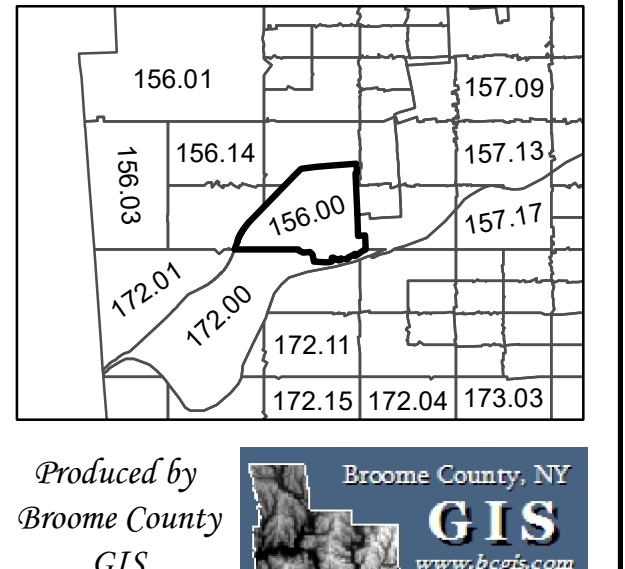 156.01
157.09
156.14
157.13
156.03
156.00
157.17
172.01
172.00
172.11
172.15 172.04 173.03
Produced by
Broome County
GIS
Broome County, NY
GIS
www.bcgis.com